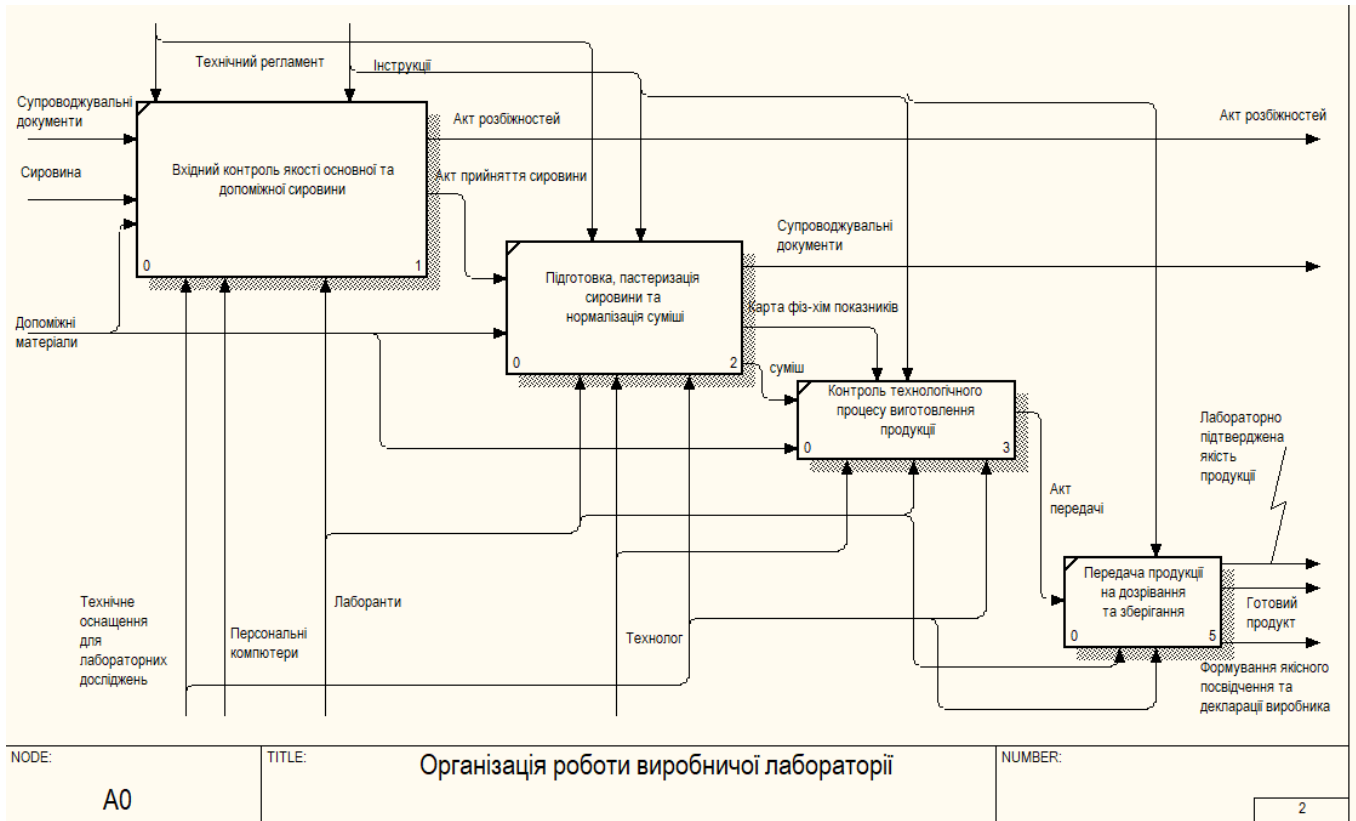 Технічний регламент
Інструкції
Супроводжувальні
документи
Акт розбіжностей
Акт розбіжностей
Сировина
Вхідний контроль якості основної та
допоміжної сировини
0
1
Акт прийняття сировини
Супроводжувальні
документи
Підготовка, пастеризація
сировини та
нормалізація суміші
0
2
Допоміжні
матеріали
Карта фіз-хім показників
суміш
Контроль технологічного
процесу виготовлення
продукції
0
3
Лабораторно
підтверджена
якість
продукції
Акт
передачі
Передача продукції
на дозрівання
та зберігання
0
5
Готовий
продукт
Формування якісного
посвідчення та
декларації виробника
Технічне
оснащення
для
лабораторних
досліджень
Персональні
компютери
Лаборанти
Технолог
NODE:
A0
TITLE:
Організація роботи виробничої лабораторії
NUMBER:
2